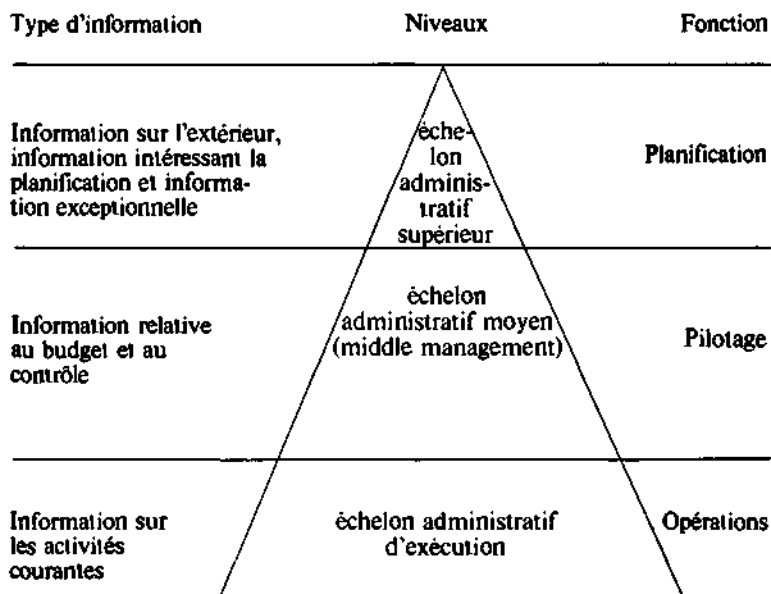 Type d'information Niveaux Fonction
Information sur l'extérieur,
information intéressant la
planification et informa-
tion exceptionnelle
éche-
lon
adminis-
tratif
supérieur
Planification
Information relative
au budget et au
contrôle
échelon
administratif moyen
(middle management)
Pilotage
Information sur
les activités
courantes
échelon administratif
d'exécution
Opérations